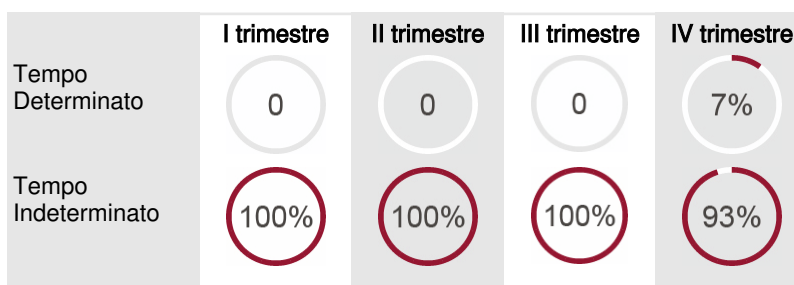 I trimestre II trimestre III trimestre IV trimestre
Tempo
Determinato
0 0 0 7%
Tempo
Indeterminato
100% 100% 100% 93%